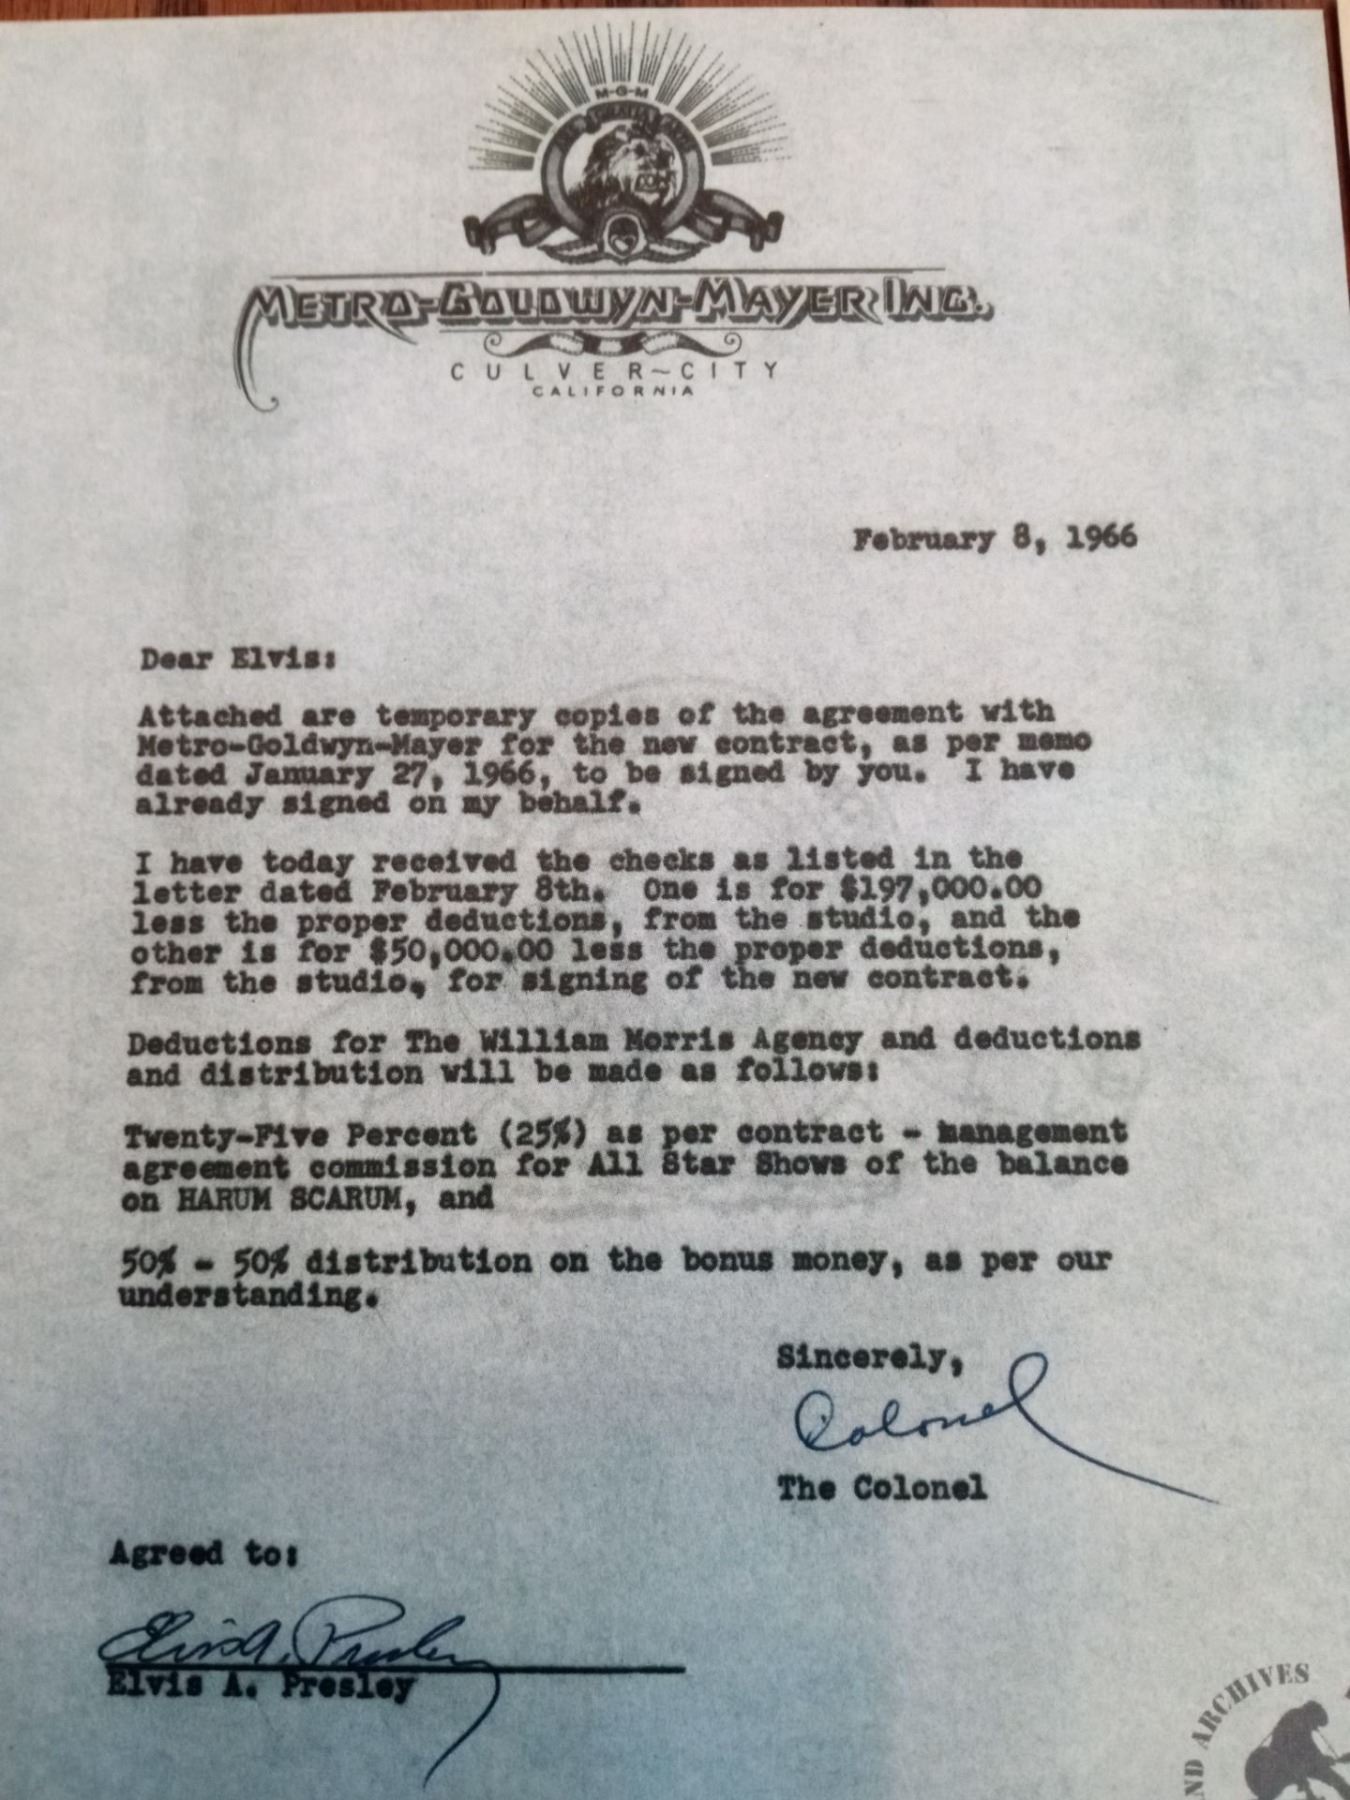 M-G-M
METRO-GOLDWYN-MAYER INC.
CULVER~CITY
CALIFORNIA
February 8, 1966
Dear Elvis:
Attached are temporary copies of the agreement with
Metro-Goldwyn-Mayer for the new contract, as per memo
dated January 27, 1966, to be signed by you. I have
already signed on my behalf.
I have today received the checks as listed in the
letter dated February 8th. One is for $197,000.00
less the proper deductions, from the studio, and the
other is for $50,000.00 less the proper deductions,
from the studio, for signing of the new contract.
Deductions for The William Morris Agency and deductions
and distribution will be made as follows:
Twenty-Five Percent (25%) as per contract - management
agreement commission for All Star Shows of the balance
on HARUM SCARUM, and
50% - 50% distribution on the bonus money, as per our
understanding.
Sincerely,
Colonel
The Colonel
Agreed to:
Elvis A. Presley
Elvis A. Presley
ND ARCHIVES